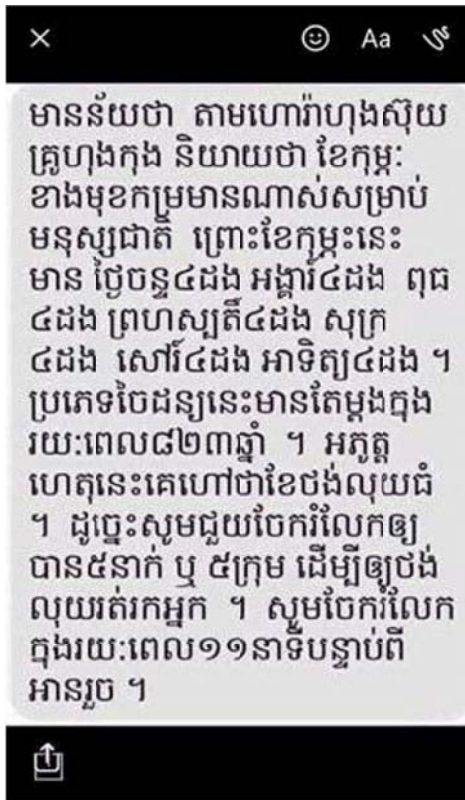 Aa
មានន័យថា តាមហោរ៉ាហុងស៊ុយ
គ្រូហុងកុង និយាយថា ខែកុម្ភៈ
ខាងមុខកម្រមានណាស់សម្រាប់
មនុស្សជាតិ ព្រោះខែកុម្ភះនេះ
មាន ថ្ងៃចន្ទ៤ដង អង្គារ៍៤ដង ពុធ
៤ដង ព្រហស្បតិ៍៤ដង សុក្រ
៤ដង សៅរ៍៤ដង អាទិត្យ៤ដង ។
ប្រភេទចៃដន្យនេះមានតែម្តងក្នុង
រយ:ពេល៨២៣ឆ្នាំ ។ អភូត្ត
ហេតុនេះគេហៅថាខែថង់លុយធំ
។ ដូច្នេះសូមជួយចែករំលែកឲ្យ
បាន៥នាក់ ឬ ៥ក្រុម ដើម្បីឲ្យថង់
លុយរត់រកអ្នក ។ សូមចែករំលែក
ក្នុងរយ:ពេល១១នាទីបន្ទាប់ពី
អានរួច ។